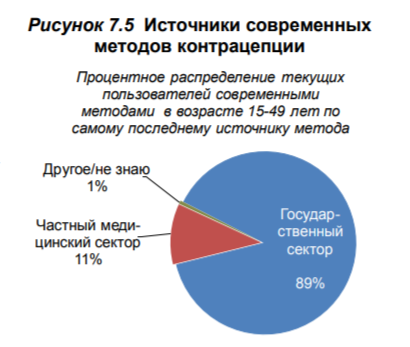 Рисунок 7.5 Источники современных
методов контрацепции
Процентное распределение текущих
пользователей современными
методами в возрасте 15-49 лет по
самому последнему источнику метода
Другое/не знаю
1%
Частный меди-
цинский сектор
11%
Государ-
ственный
сектор
89%